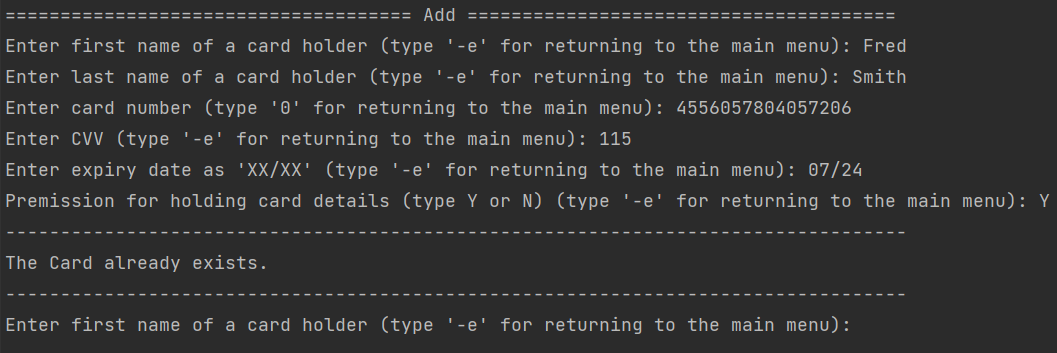 ===================================== Add =======================================
Enter first name of a card holder (type '-e' for returning to the main menu): Fred
Enter last name of a card holder (type '-e' for returning to the main menu): Smith
Enter card number (type '0' for returning to the main menu): 4556057804057206
Enter CVV (type '-e' for returning to the main menu): 115
Enter expiry date as 'XX/XX' (type '-e' for returning to the main menu): 07/24
Premission for holding card details (type Y or N) (type '-e' for returning to the main menu): Y
----------------------------------------------------------------------------------
The Card already exists.
----------------------------------------------------------------------------------
Enter first name of a card holder (type '-e' for returning to the main menu):